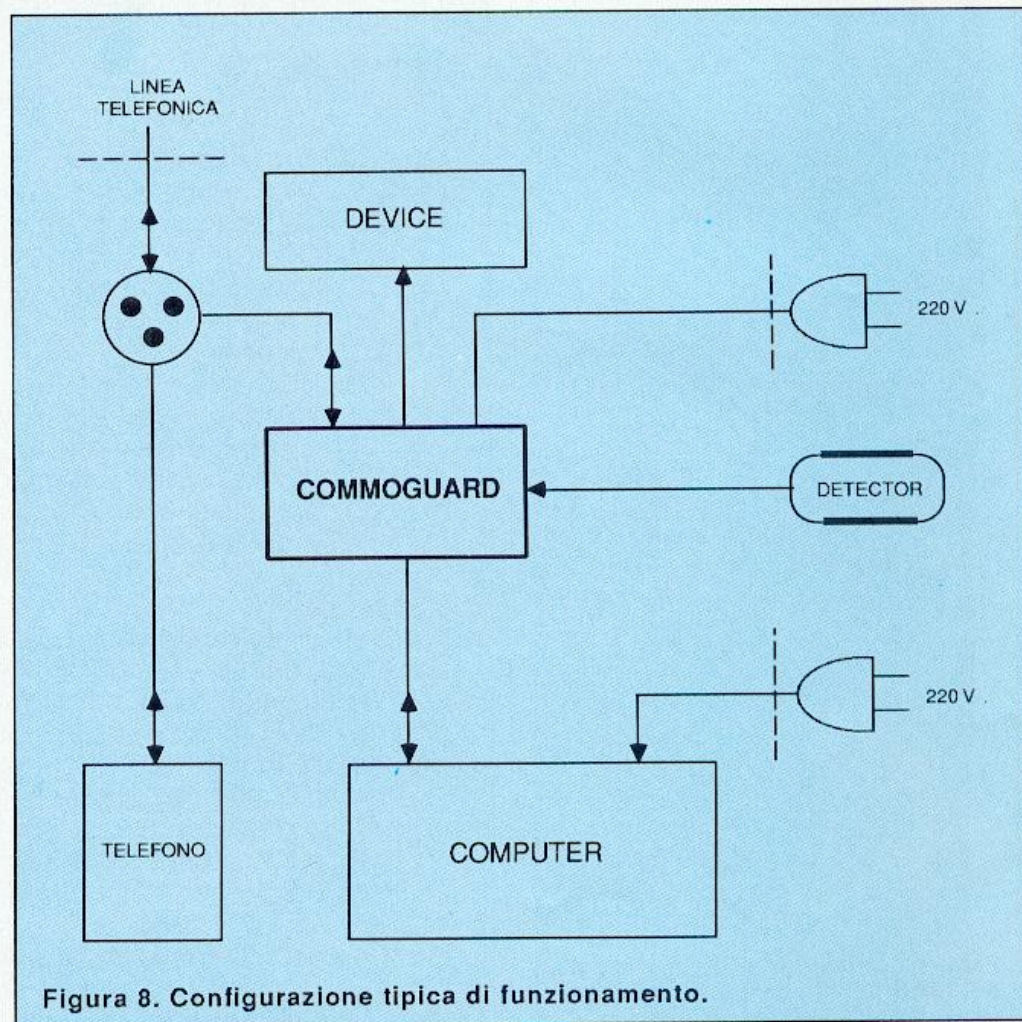 LINEA
TELEFONICA
DEVICE
220 V .
COMMOGUARD
DETECTOR
220 V .
TELEFONO
COMPUTER
Figura 8. Configurazione tipica di funzionamento.